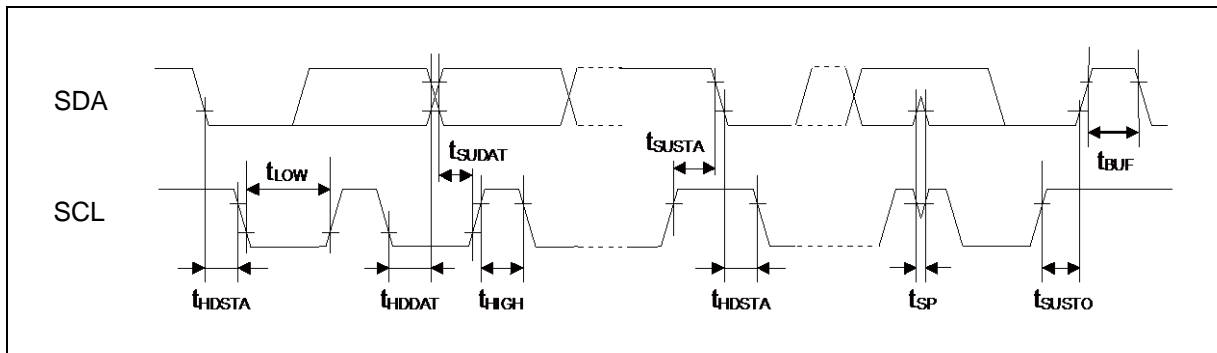 SDA
tSUDAT
tSUSTA
tBUF
tLOW
SCL
tHDSTA
tHDDAT
tHIGH
tHDSTA
tSP
tSUSTO